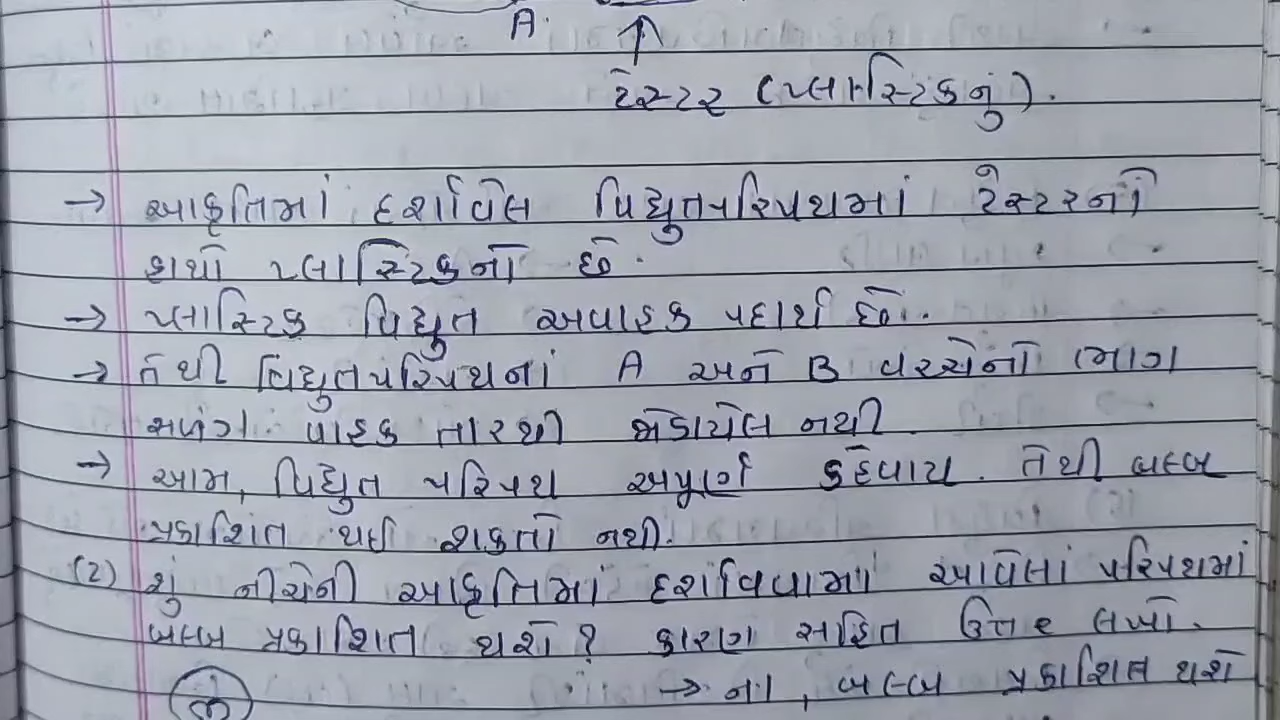 A.
ટેસ્ટર (પ્લાસ્ટિકનું).
→ આકૃતિમાં દર્શાવેલ વિદ્યુતપરિપથમાં ટેસ્ટરનો
હાથો પ્લાસ્ટિકનો છે.
→ પ્લાસ્ટિક વિદ્યુત અવાહક પદાર્થ છે.
→ તેથી વિદ્યુતપરિપથનાં A અને B વચ્ચેનો ભાગ
સળંગ વાહક તારથી જોડાયેલ નથી.
→ આમ, વિદ્યુત પરિપથ અપૂર્ણ કહેવાય. તેથી બલ્બ
પ્રકાશિત થઈ શકતો નથી.
(2) શું નીચેની આકૃતિમાં દર્શાવવામાં આવેલાં પરિપથમાં
બલ્બ પ્રકાશિત થશે? કારણ સહિત ઉત્તર લખો.
→ ના, બલ્બ પ્રકાશિત થશે